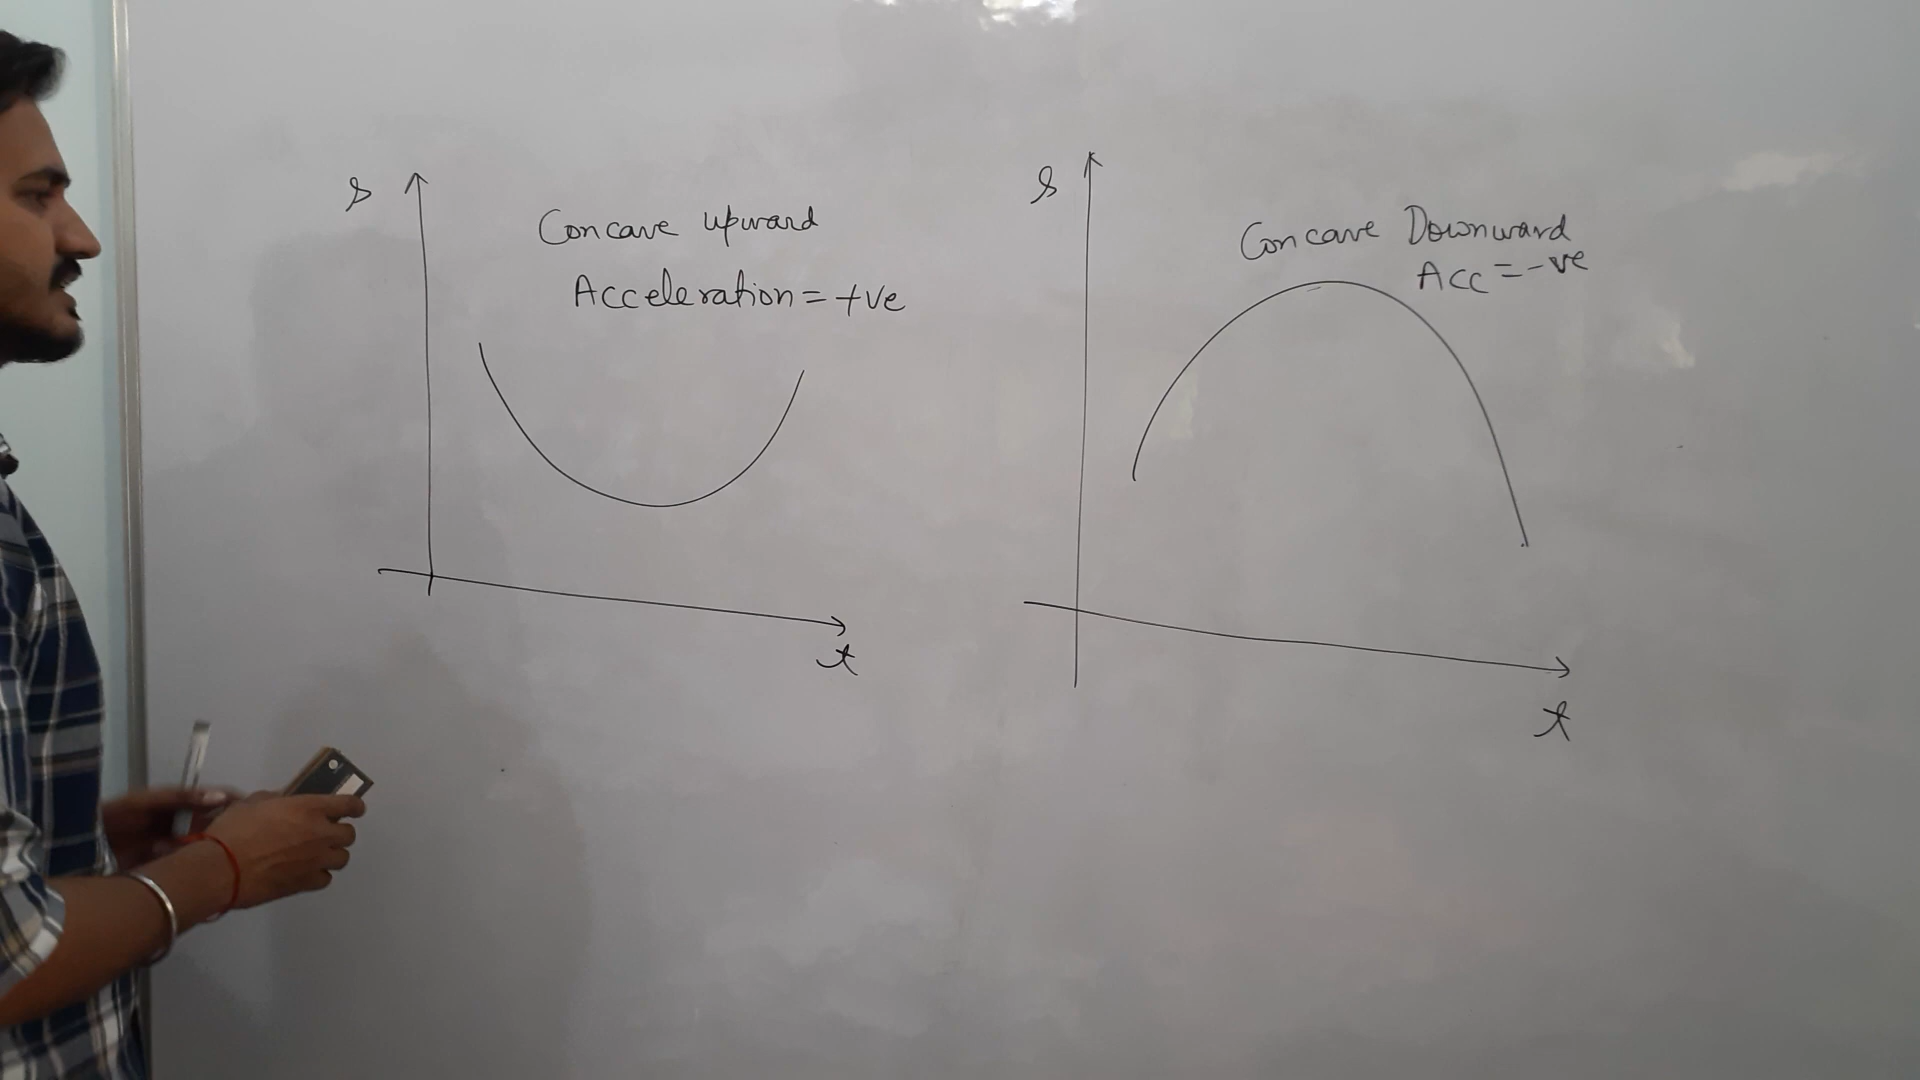 s
Concave upward
Acceleration = +ve
t
s
Concave Downward
Acc = -ve
t